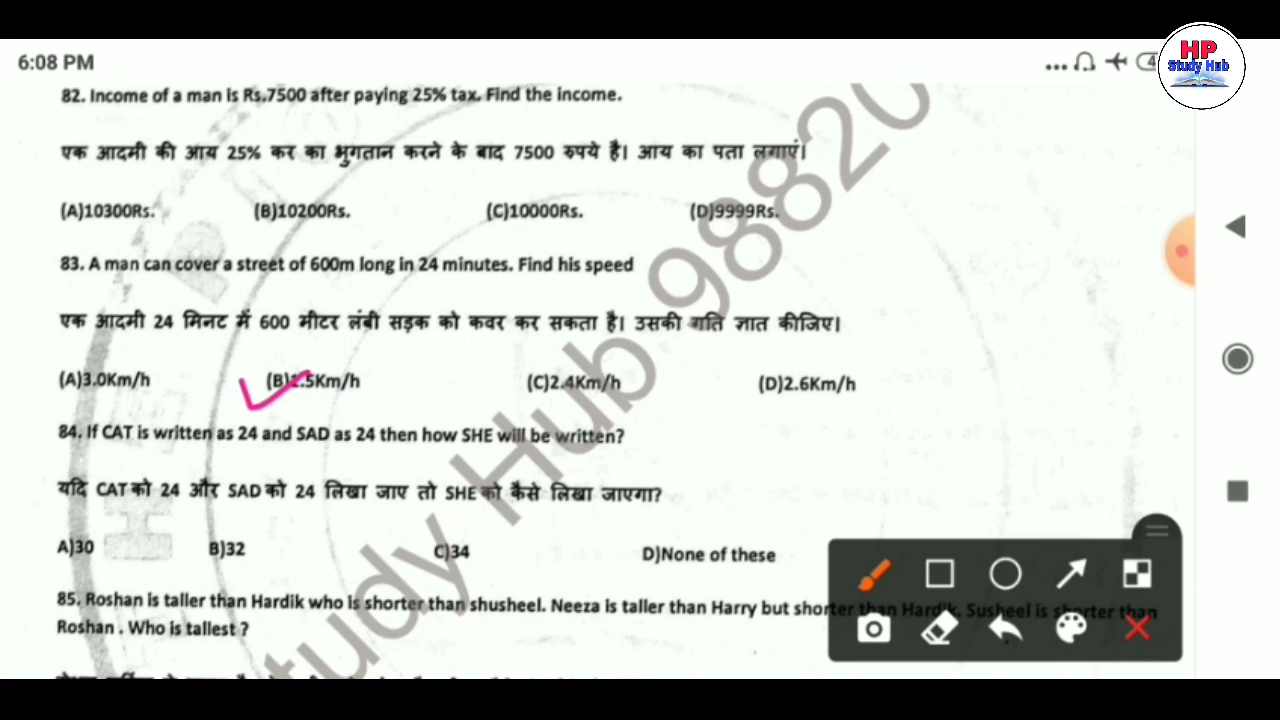 6:08 PM
HP
Study Hub
82. Income of a man is Rs.7500 after paying 25% tax. Find the income.
एक आदमी की आय 25% कर का भुगतान करने के बाद 7500 रुपये है। आय का पता लगाएं।
(A)10300Rs. (B)10200Rs. (C)10000Rs. (D)9999Rs.
83. A man can cover a street of 600m long in 24 minutes. Find his speed
एक आदमी 24 मिनट में 600 मीटर लंबी सड़क को कवर कर सकता है। उसकी गति ज्ञात कीजिए।
(A)3.0Km/h (B)1.5Km/h (C)2.4Km/h (D)2.6Km/h
84. If CAT is written as 24 and SAD as 24 then how SHE will be written?
यदि CAT को 24 और SAD को 24 लिखा जाए तो SHE को कैसे लिखा जाएगा?
A)30 B)32 C)34 D)None of these
85. Roshan is taller than Hardik who is shorter than shusheel. Neeza is taller than Harry but shorter than Hardik. Susheel is shorter than
Roshan . Who is tallest ?
tudy Hub 98820